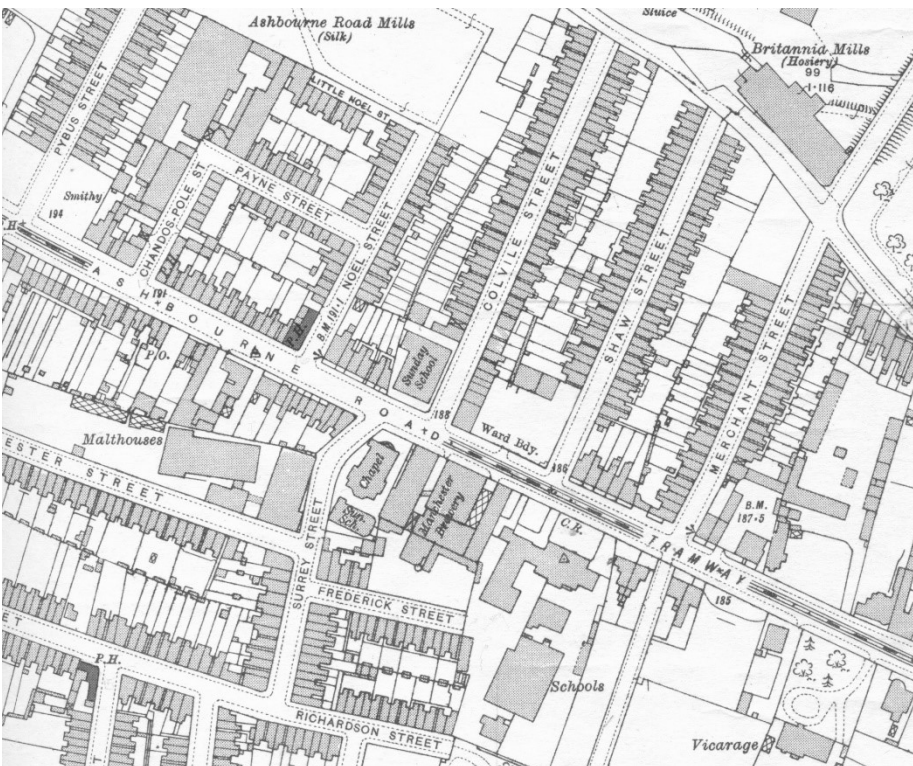 Ashbourne Road Mills
(Silk)
Sluice
Britannia Mills
(Hosiery)
99
1·116
LITTLE NOEL ST
PYBUS STREET
PAYNE STREET
Smithy
194
CHANDOS-POLE ST
P.H.
191
NOEL STREET
B.M.191·1
P.H.
COLVILE STREET
SHAW STREET
MERCHANT STREET
ASHBOURNE ROAD
P.O.
Sunday
School
188
Ward Bdy.
186
Malthouses
Chapel
Sun.
Sch.
Manchester
Brewery
B.M.
187·5
C.R.
TRAMWAY
185
ESTER STREET
SURREY STREET
FREDERICK STREET
ET
P.H.
Schools
RICHARDSON STREET
Vicarage
T